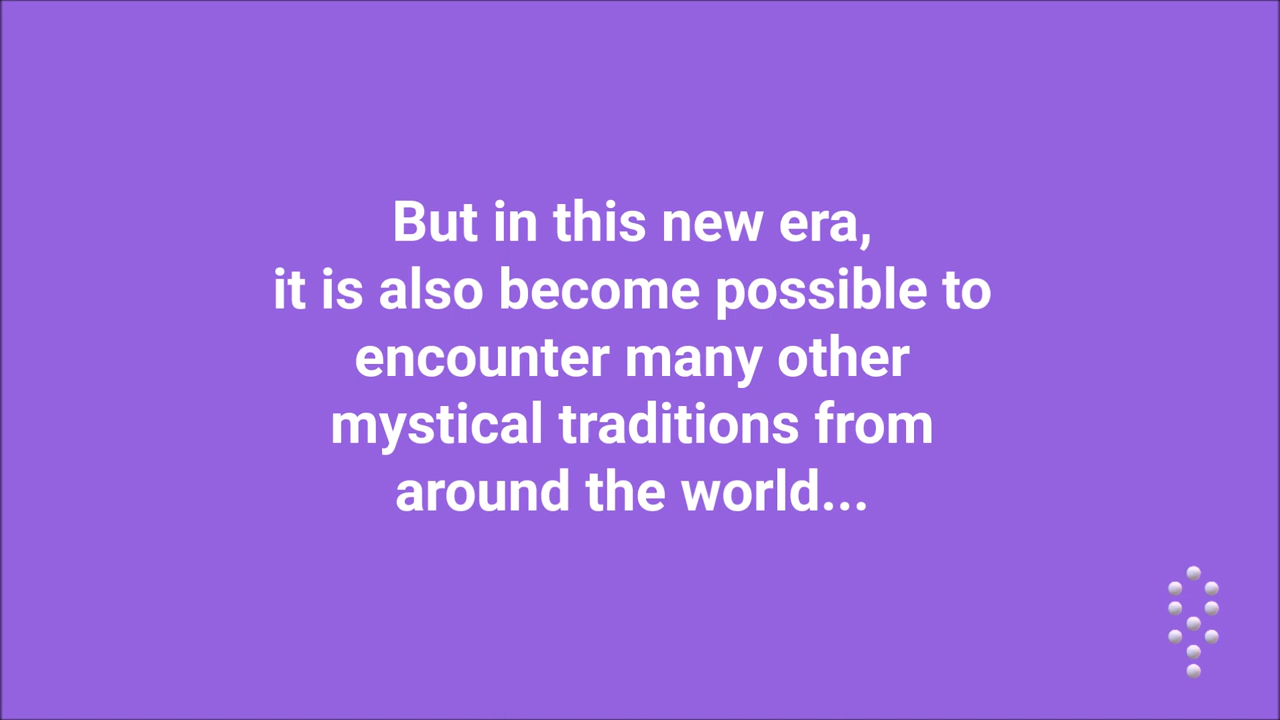 But in this new era,
it is also become possible to
encounter many other
mystical traditions from
around the world...